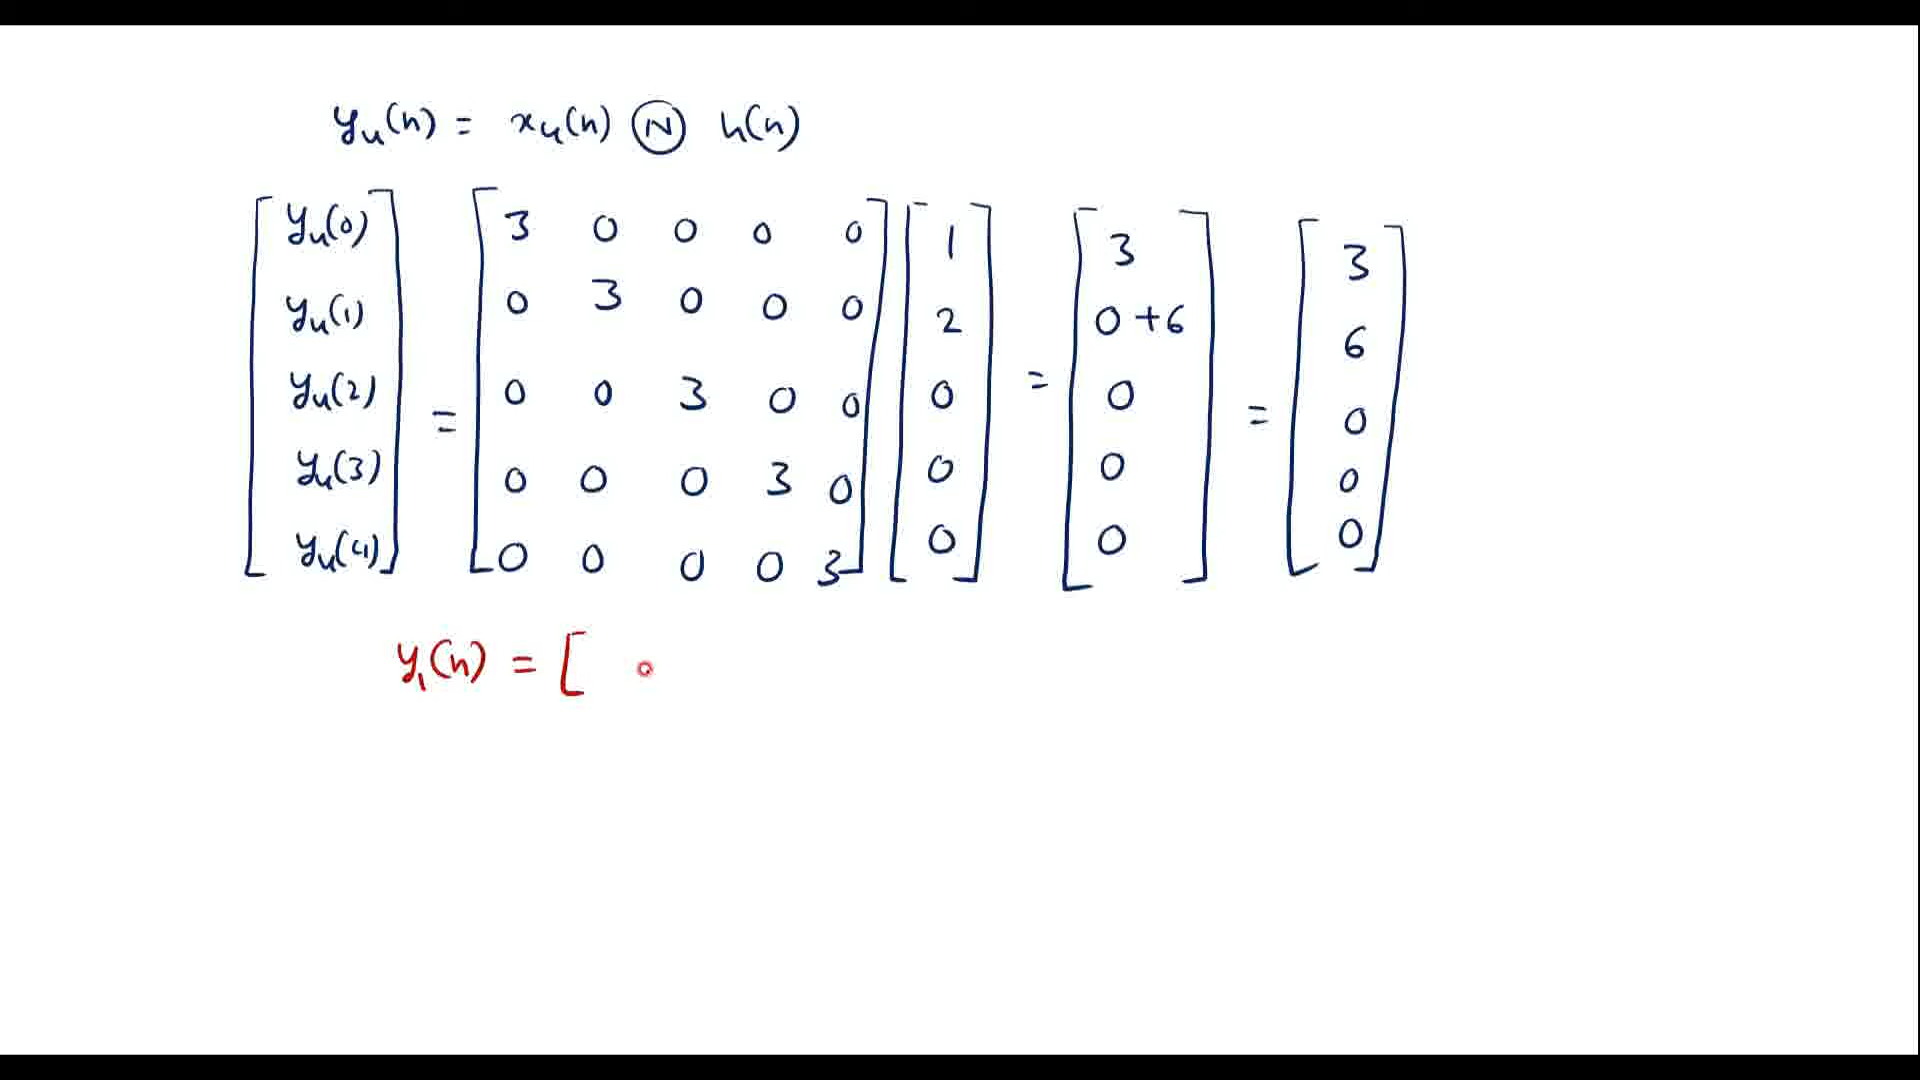 y₄(n) = x₄(n) Ⓝ h(n)
[y₄(0)] [3 0 0 0 0] [1] [3] [3]
[y₄(1)] [0 3 0 0 0] [2] [0+6] [6]
[y₄(2)] = [0 0 3 0 0] [0] = [0] = [0]
[y₄(3)] [0 0 0 3 0] [0] [0] [0]
[y₄(4)] [0 0 0 0 3] [0] [0] [0]
y₁(n) = [